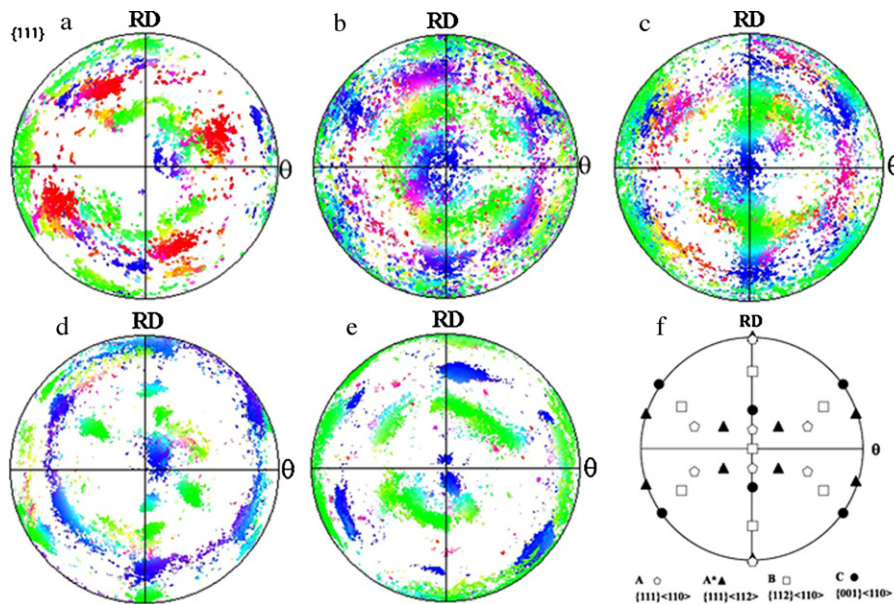 {111} a RD b RD c RD
θ θ θ
d RD e RD f RD
θ θ θ
A {111}<110> A* {111}<112> B {112}<110> C {001}<110>